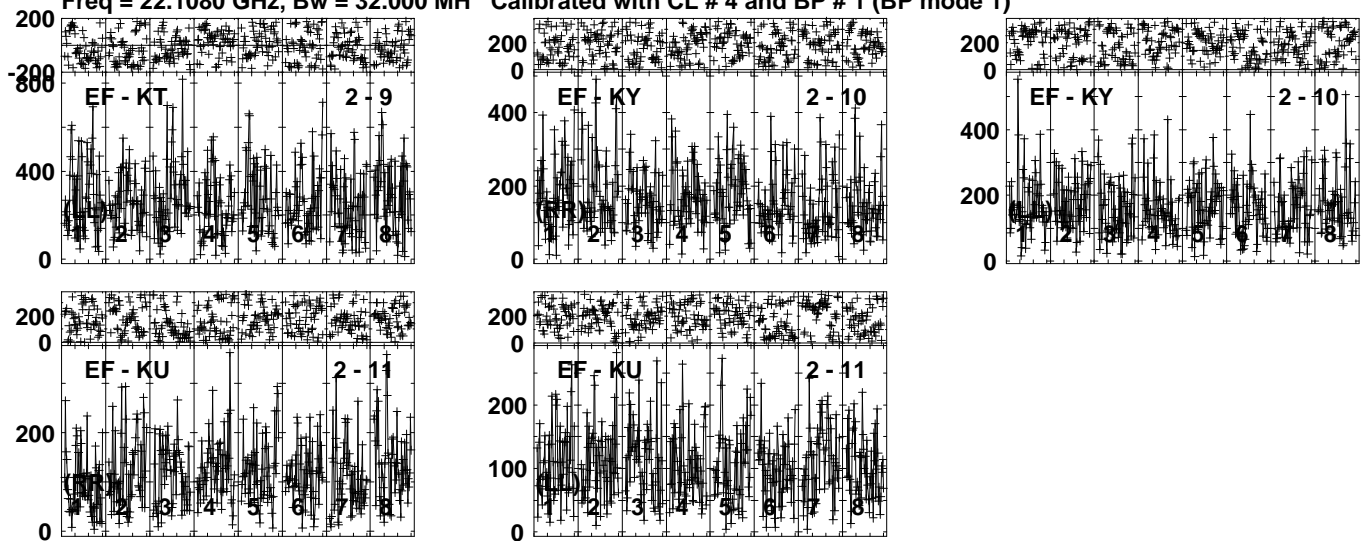 Freq = 22.1080 GHz, Bw = 32.000 MH Calibrated with CL # 4 and BP # 1 (BP mode 1)
200
-200
800
400
0
EF - KT 2 - 9
(LL)
1 2 3 4 5 6 7 8
200
0
400
200
0
EF - KY 2 - 10
(RR)
1 2 3 4 5 6 7 8
200
0
400
200
0
EF - KY 2 - 10
(LL)
1 2 3 4 5 6 7 8
200
0
200
0
EF - KU 2 - 11
(RR)
1 2 3 4 5 6 7 8
200
0
200
100
0
EF - KU 2 - 11
(LL)
1 2 3 4 5 6 7 8